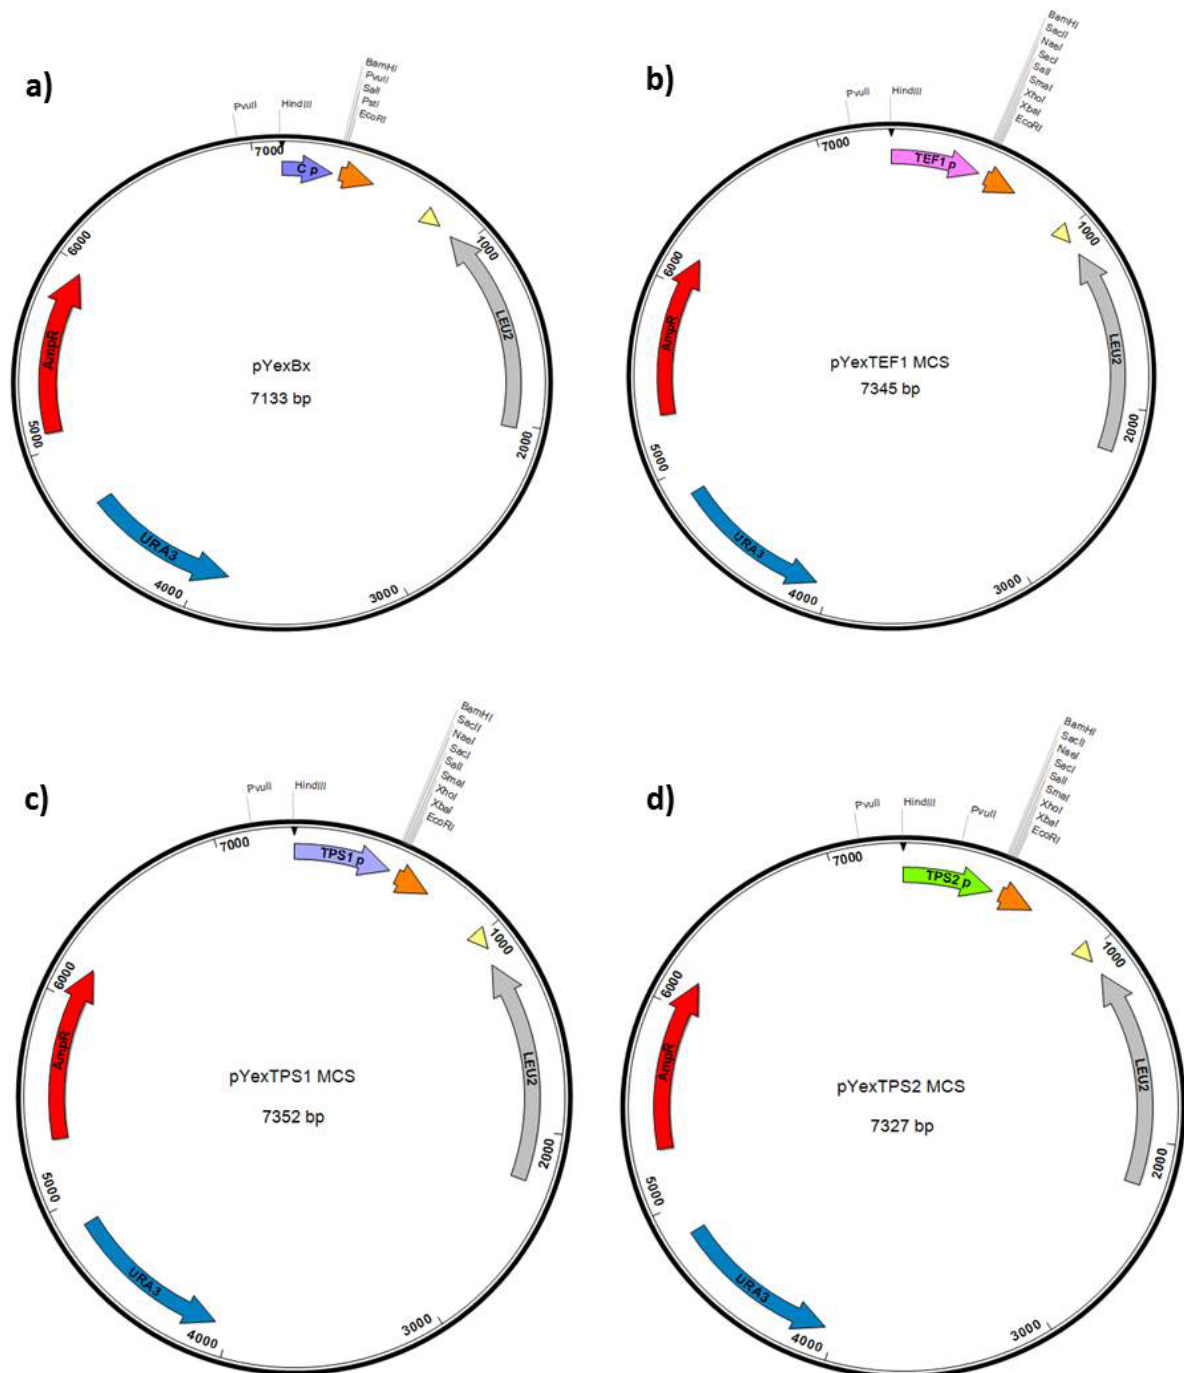 a)
PvuII
HindIII
BamHI
PvuII
SalI
PstI
EcoRI
7000
C p
1000
6000
AmpR
LEU2
pYexBx
7133 bp
5000
2000
URA3
4000
3000
b)
PvuII
HindIII
BamHI
SacII
NaeI
SacI
SalI
SmaI
XhoI
XbaI
EcoRI
7000
TEF1 p
1000
6000
AmpR
LEU2
pYexTEF1 MCS
7345 bp
5000
2000
URA3
4000
3000
c)
PvuII
HindIII
BamHI
SacII
NaeI
SacI
SalI
SmaI
XhoI
XbaI
EcoRI
7000
TPS1 p
1000
6000
AmpR
LEU2
pYexTPS1 MCS
7352 bp
5000
2000
URA3
4000
3000
d)
PvuII
HindIII
PvuII
BamHI
SacII
NaeI
SacI
SalI
SmaI
XhoI
XbaI
EcoRI
7000
TPS2 p
1000
6000
AmpR
LEU2
pYexTPS2 MCS
7327 bp
5000
2000
URA3
4000
3000